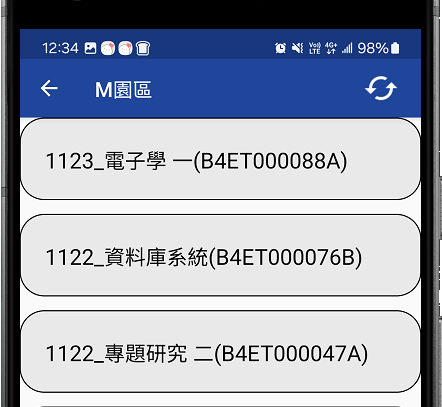 12:34 Vo)) LTE 4G+ 98%
M園區
1123_電子學 一(B4ET000088A)
1122_資料庫系統(B4ET000076B)
1122_專題研究 二(B4ET000047A)